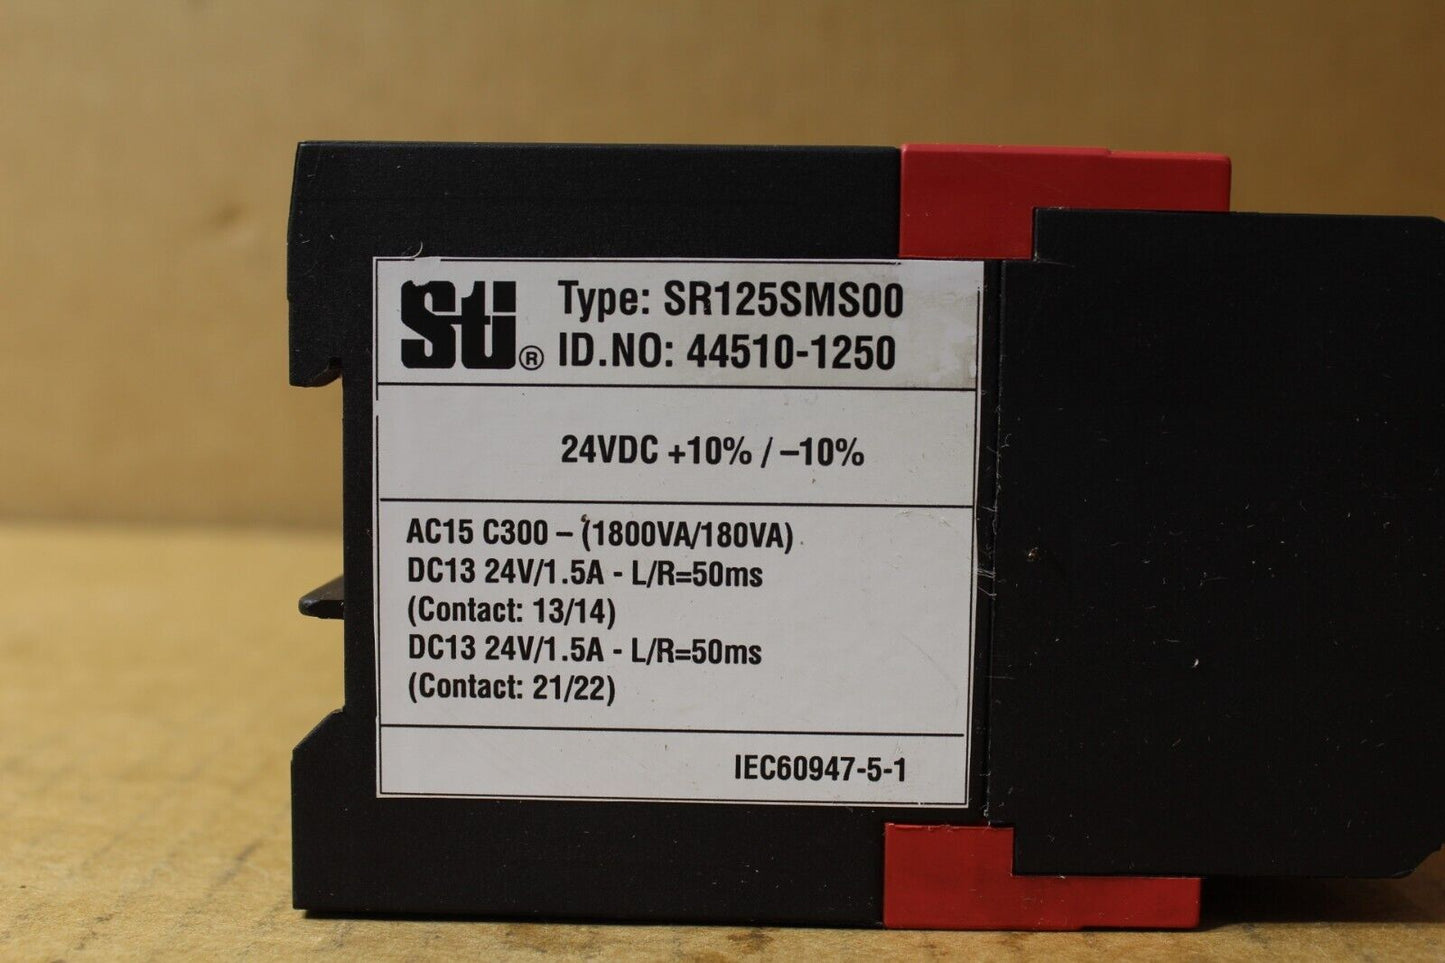 Sti® Type: SR125SMS00
ID.NO: 44510-1250
24VDC +10% / –10%
AC15 C300 – (1800VA/180VA)
DC13 24V/1.5A - L/R=50ms
(Contact: 13/14)
DC13 24V/1.5A - L/R=50ms
(Contact: 21/22)
IEC60947-5-1